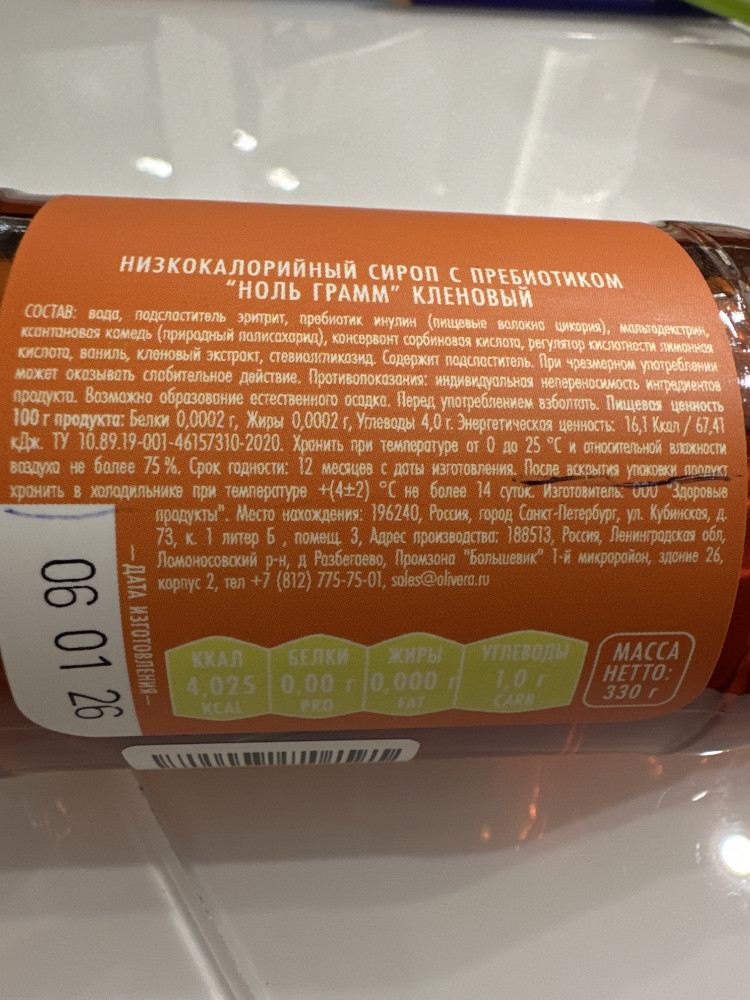 НИЗКОКАЛОРИЙНЫЙ СИРОП С ПРЕБИОТИКОМ
"НОЛЬ ГРАММ" КЛЕНОВЫЙ
СОСТАВ: вода, подсластитель эритрит, пребиотик инулин (пищевые волокна цикория), мальтодекстрин,
ксантановая камедь (природный полисахарид), консервант сорбиновая кислота, регулятор кислотности лимонная
кислота, ваниль, кленовый экстракт, стевиолгликозид. Содержит подсластитель. При чрезмерном употреблении
может оказывать слабительное действие. Противопоказания: индивидуальная непереносимость ингредиентов
продукта. Возможно образование естественного осадка. Перед употреблением взболтать. Пищевая ценность
100 г продукта: Белки 0,0002 г, Жиры 0,0002 г, Углеводы 4,0 г. Энергетическая ценность: 16,1 Ккал / 67,41
кДж. ТУ 10.89.19-001-46157310-2020. Хранить при температуре от 0 до 25 °С и относительной влажности
воздуха не более 75 %. Срок годности: 12 месяцев с даты изготовления. После вскрытия упаковки продукт
хранить в холодильнике при температуре +(4±2) °С не более 14 суток. Изготовитель: ООО "Здоровые
продукты". Место нахождения: 196240, Россия, город Санкт-Петербург, ул. Кубинская, д.
73, к. 1 литер Б , помещ. 3, Адрес производства: 188513, Россия, Ленинградская обл,
Ломоносовский р-н, д Разбегаево, Промзона "Большевик" 1-й микрорайон, здание 26,
корпус 2, тел +7 (812) 775-75-01, sales@olivera.ru
— ДАТА ИЗГОТОВЛЕНИЯ —
06 01 26
ККАЛ
4,025
KCAL
БЕЛКИ
0,00 г
PRO
ЖИРЫ
0,000 г
FAT
УГЛЕВОДЫ
1,0 г
CARB
МАССА
НЕТТО:
330 г